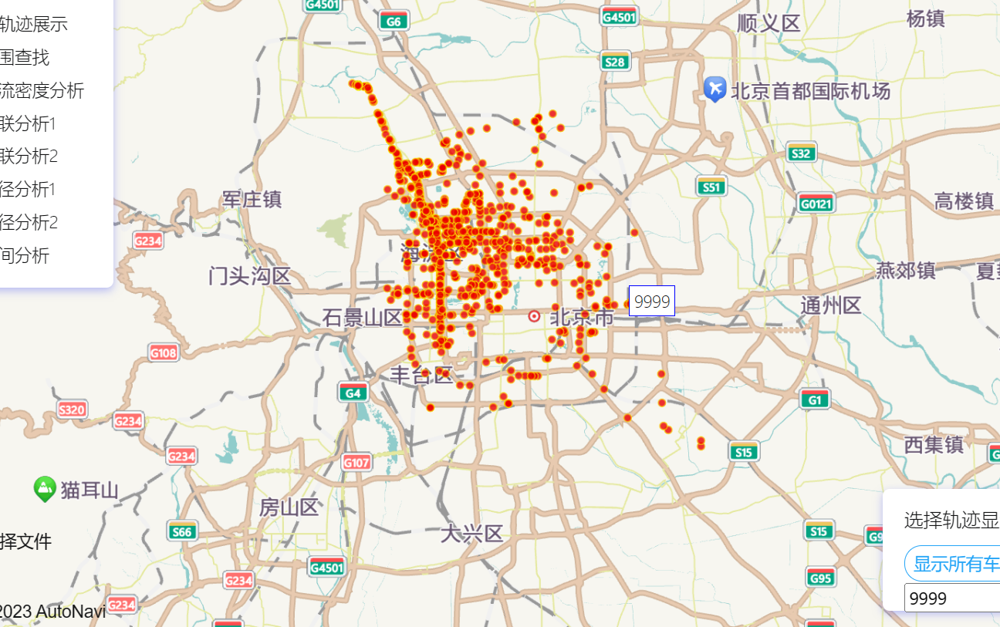 轨迹展示
围查找
流密度分析
联分析1
联分析2
径分析1
径分析2
间分析
G4501
G6
G4501
顺义区
杨镇
S28
北京首都国际机场
S32
S51
G0121
高楼镇
军庄镇
G234
门头沟区
燕郊镇
石景山区
9999
北京市
通州区
G108
丰台区
G4
G1
S320
G234
G234
G107
S15
西集镇
猫耳山
房山区
S66
大兴区
S15
G4501
G234
G95
G234
择文件
2023 AutoNavi
选择轨迹显
显示所有车
9999